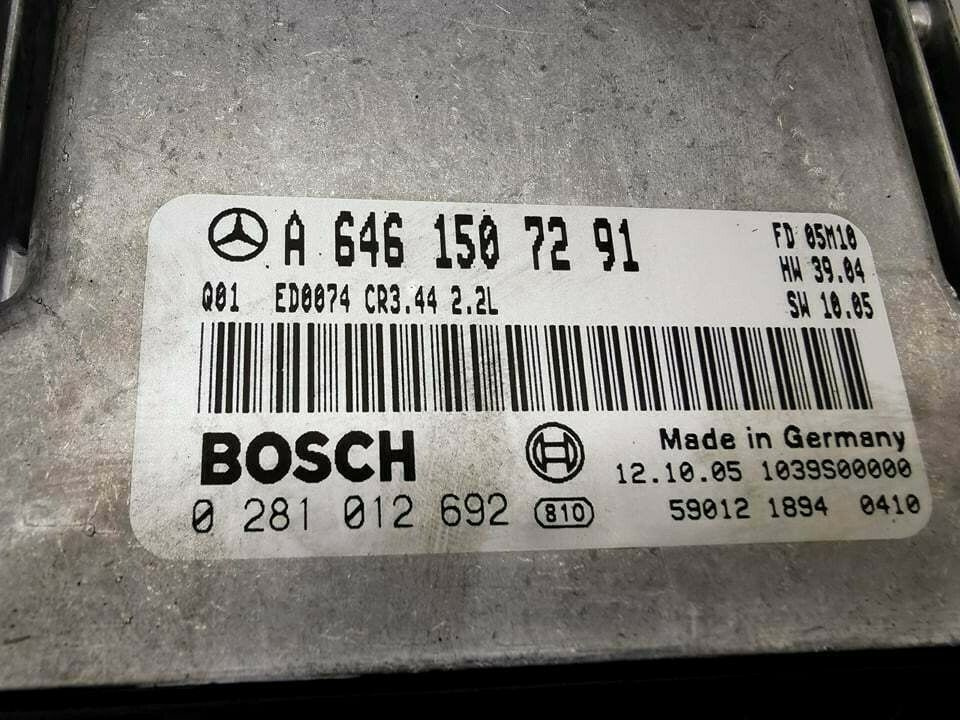 A 646 150 72 91
FD 05M10
HW 39.04
Q01 ED0074 CR3.44 2.2L
SW 10.05
BOSCH
Made in Germany
12.10.05 1039S00000
0 281 012 692 810
59012 1894 0410